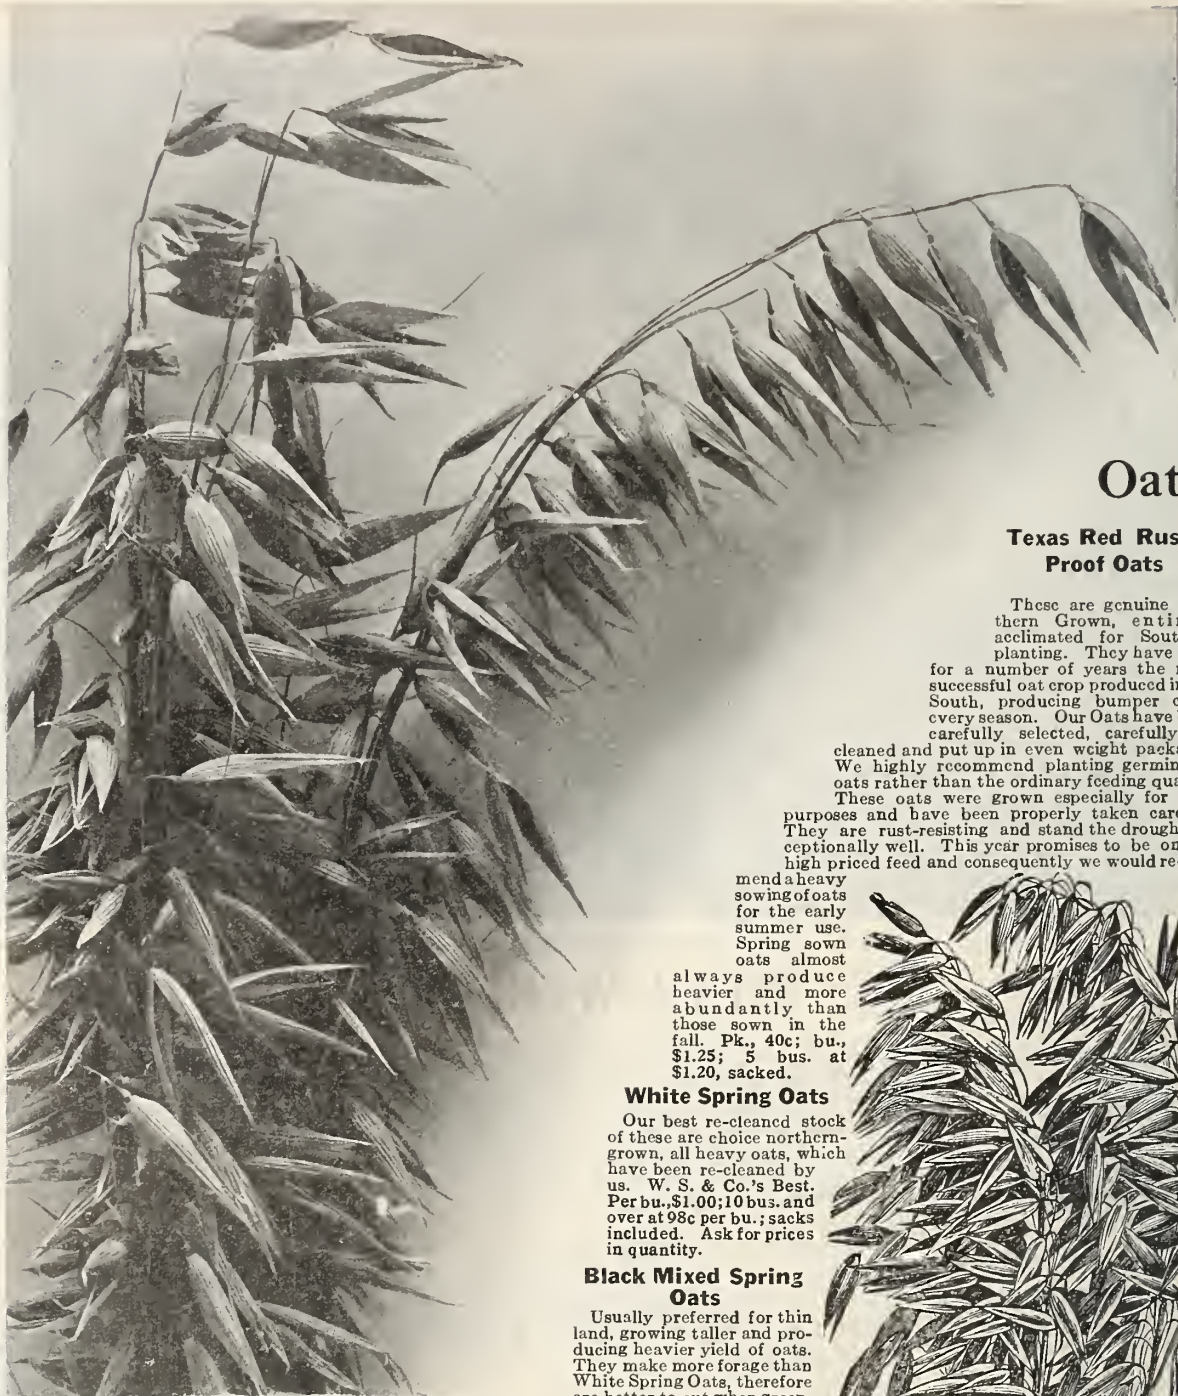 Oat
Texas Red Rus
Proof Oats
These are genuine
thern Grown, enti
acclimated for Sout
planting. They have
for a number of years the
successful oat crop produced i
South, producing bumper c
every season. Our Oats have
carefully selected, carefully
cleaned and put up in even weight packa
We highly recommend planting germin
oats rather than the ordinary feeding qua
These oats were grown especially for
purposes and have been properly taken care
They are rust-resisting and stand the drough
ceptionally well. This year promises to be on
high priced feed and consequently we would re-
mend a heavy
sowing of oats
for the early
summer use.
Spring sown
oats almost
always produce
heavier and more
abundantly than
those sown in the
fall. Pk., 40c; bu.,
$1.25; 5 bus. at
$1.20, sacked.
White Spring Oats
Our best re-cleaned stock
of these are choice northern-
grown, all heavy oats, which
have been re-cleaned by
us. W. S. & Co.'s Best.
Per bu., $1.00; 10 bus. and
over at 98c per bu.; sacks
included. Ask for prices
in quantity.
Black Mixed Spring
Oats
Usually preferred for thin
land, growing taller and pro-
ducing heavier yield of oats.
They make more forage than
White Spring Oats, therefore